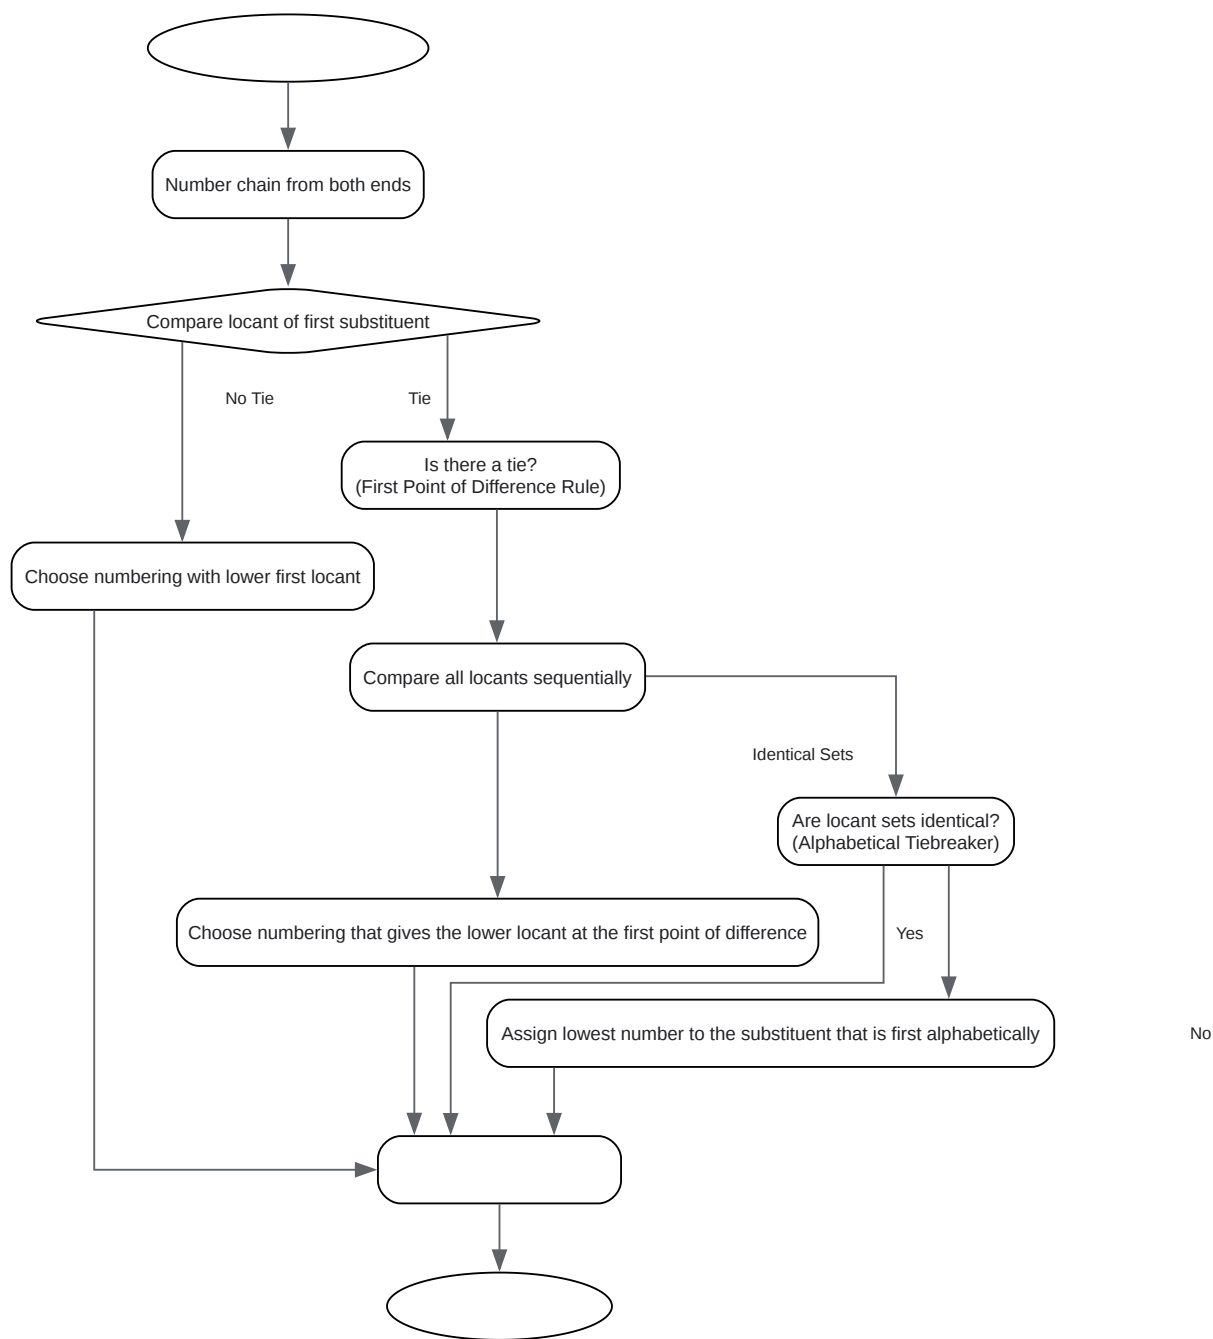 Number chain from both ends
Compare locant of first substituent
No Tie
Tie
Is there a tie?
(First Point of Difference Rule)
Choose numbering with lower first locant
Compare all locants sequentially
Identical Sets
Are locant sets identical?
(Alphabetical Tiebreaker)
Choose numbering that gives the lower locant at the first point of difference
Yes
Assign lowest number to the substituent that is first alphabetically
No